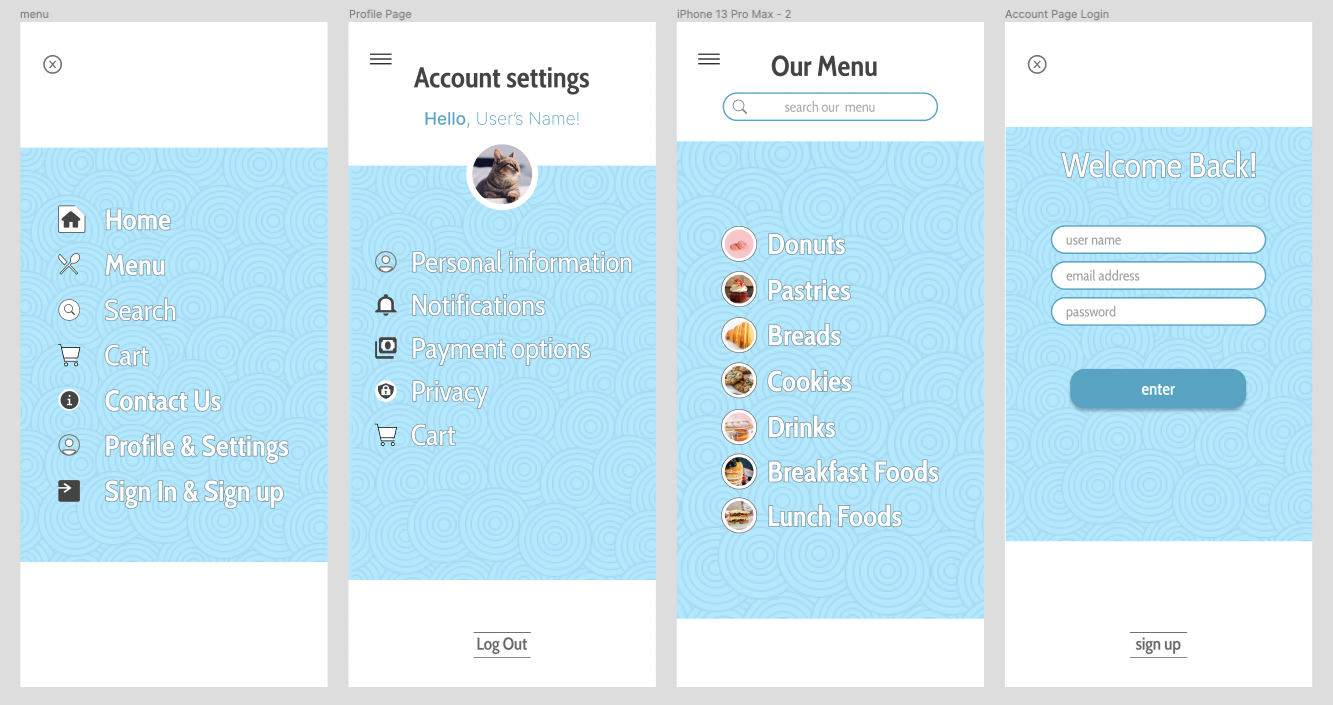 menu
Home
Menu
Search
Cart
Contact Us
Profile & Settings
Sign In & Sign up
Profile Page
Account settings
Hello, User's Name!
Personal information
Notifications
Payment options
Privacy
Cart
Log Out
iPhone 13 Pro Max - 2
Our Menu
search our menu
Donuts
Pastries
Breads
Cookies
Drinks
Breakfast Foods
Lunch Foods
Account Page Login
Welcome Back!
user name
email address
password
enter
sign up